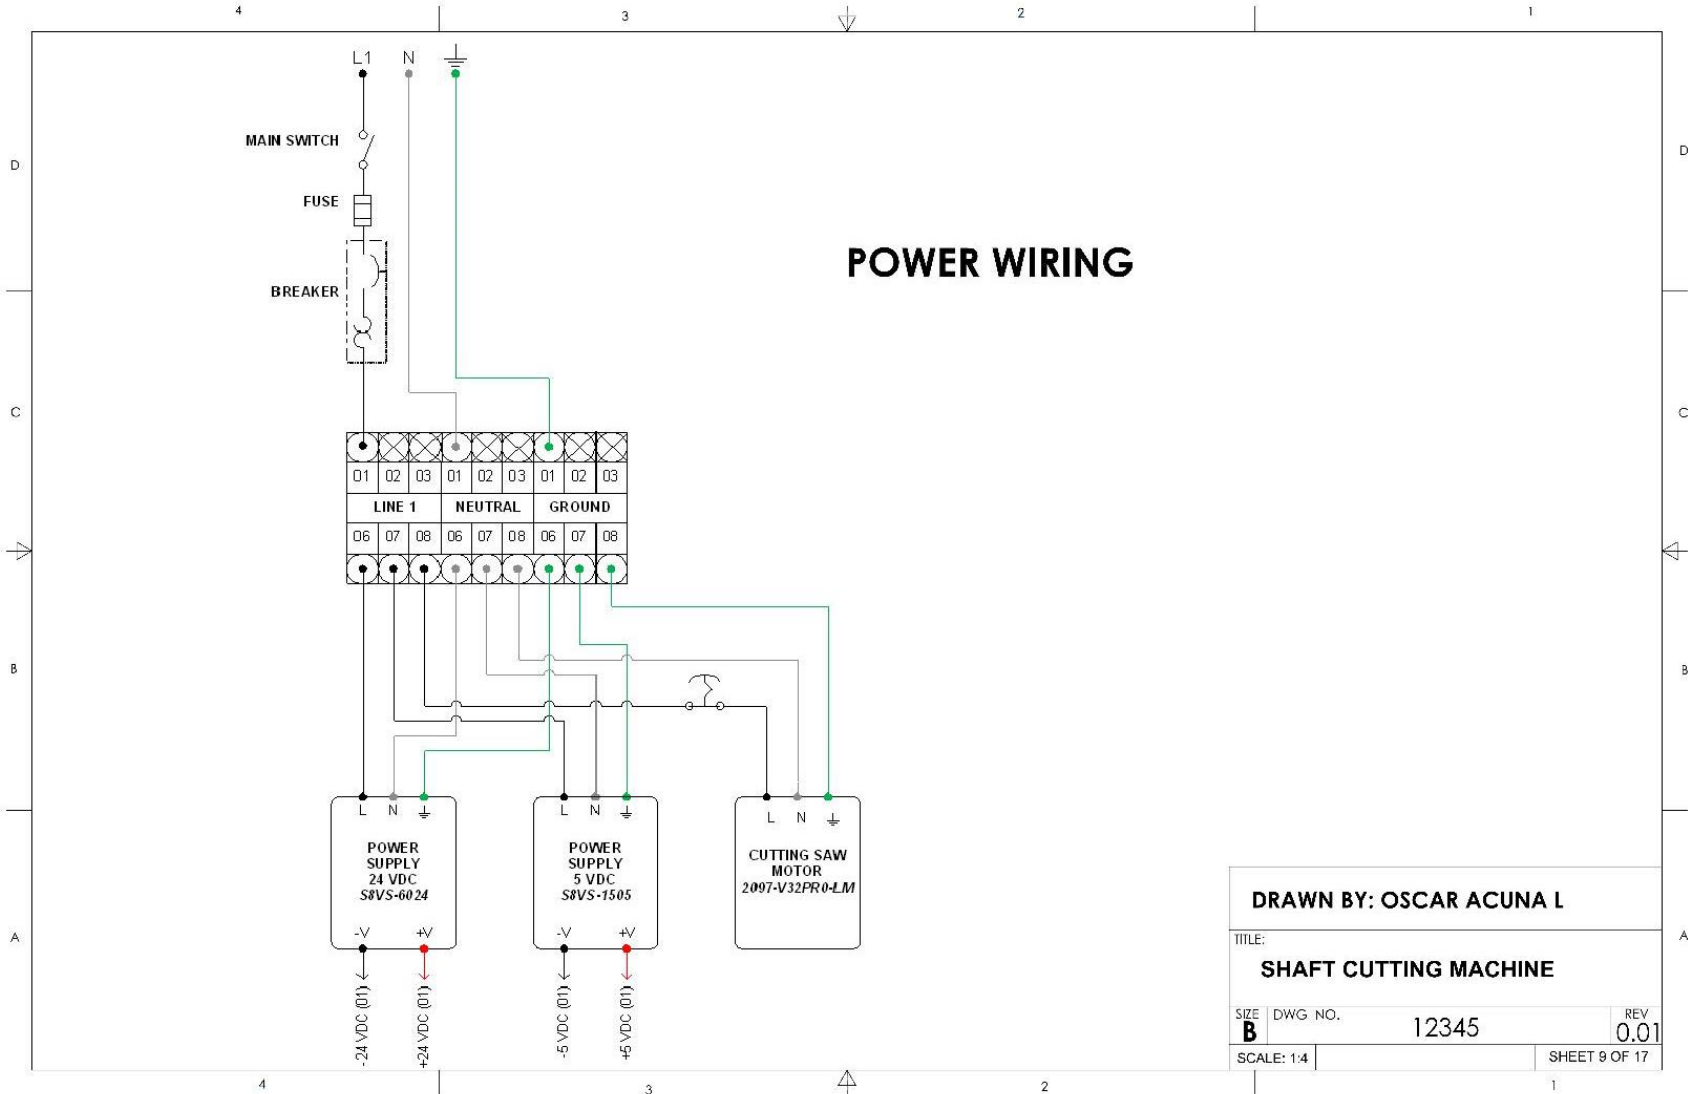 4 3 2 1
L1 N
MAIN SWITCH
D D
FUSE
POWER WIRING
BREAKER
C C
01 02 03 01 02 03 01 02 03
LINE 1 NEUTRAL GROUND
06 07 08 06 07 08 06 07 08
B B
L N L N L N
POWER
SUPPLY
24 VDC
S8VS-6024
POWER
SUPPLY
5 VDC
S8VS-1505
CUTTING SAW
MOTOR
2097-V32PR0-LM
-V +V -V +V
A A
-24 VDC (01)
+24 VDC (01)
-5 VDC (01)
+5 VDC (01)
DRAWN BY: OSCAR ACUNA L
TITLE:
SHAFT CUTTING MACHINE
SIZE DWG NO. REV
B 12345 0.01
SCALE: 1:4 SHEET 9 OF 17
4 3 2 1